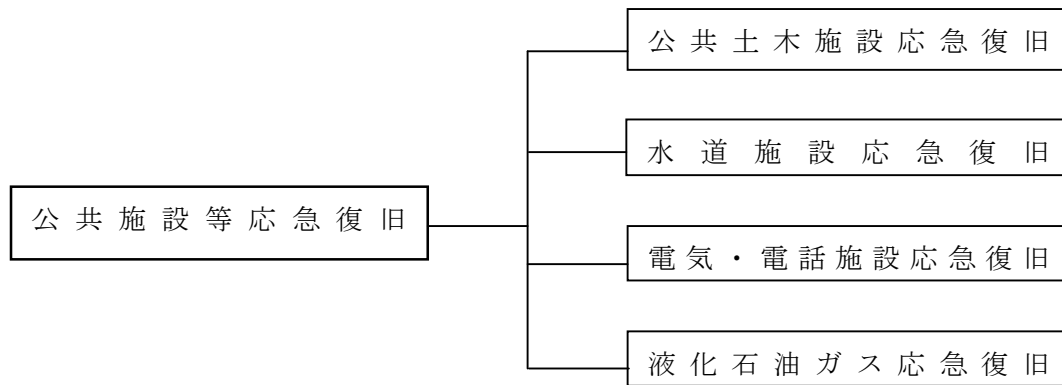 公共土木施設応急復旧
水道施設応急復旧
公共施設等応急復旧
電気・電話施設応急復旧
液化石油ガス応急復旧